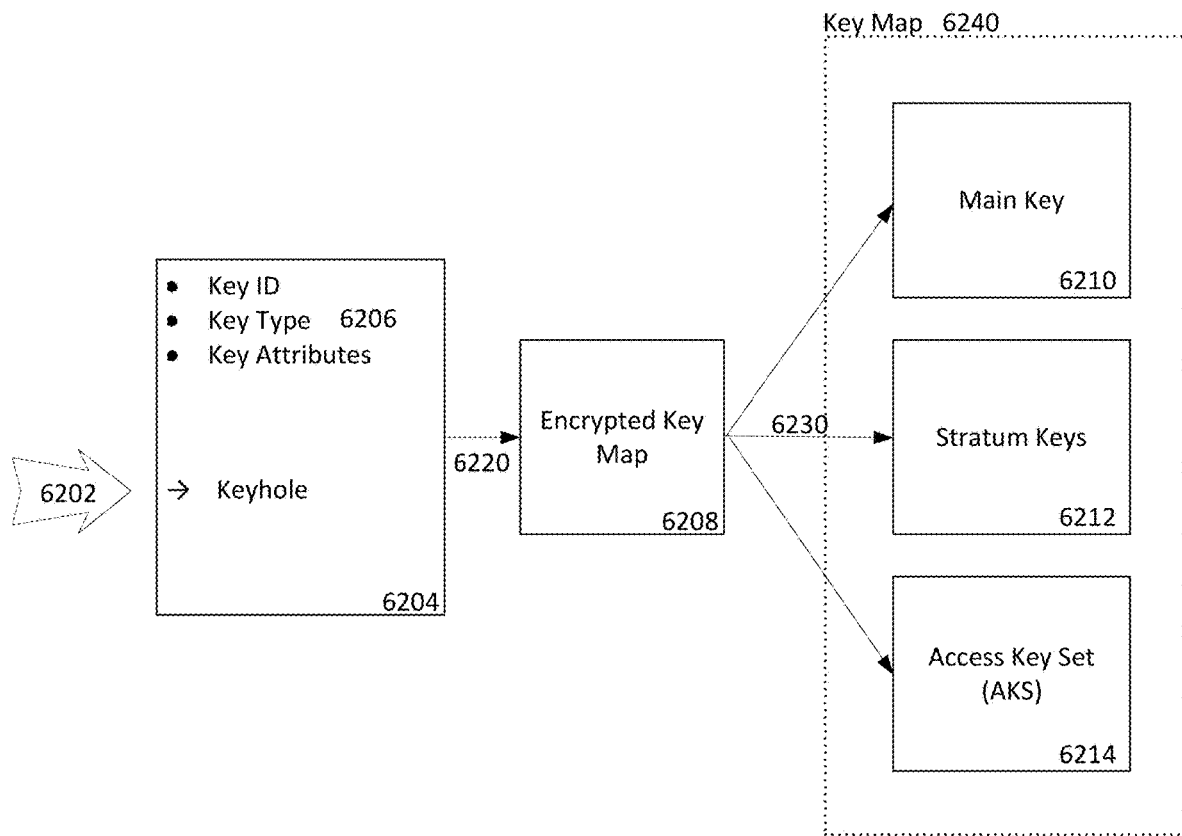 Key Map 6240
Main Key
6210
• Key ID
• Key Type 6206
• Key Attributes
6202
→ Keyhole
6204
6220
Encrypted Key
Map
6208
6230
Stratum Keys
6212
Access Key Set
(AKS)
6214